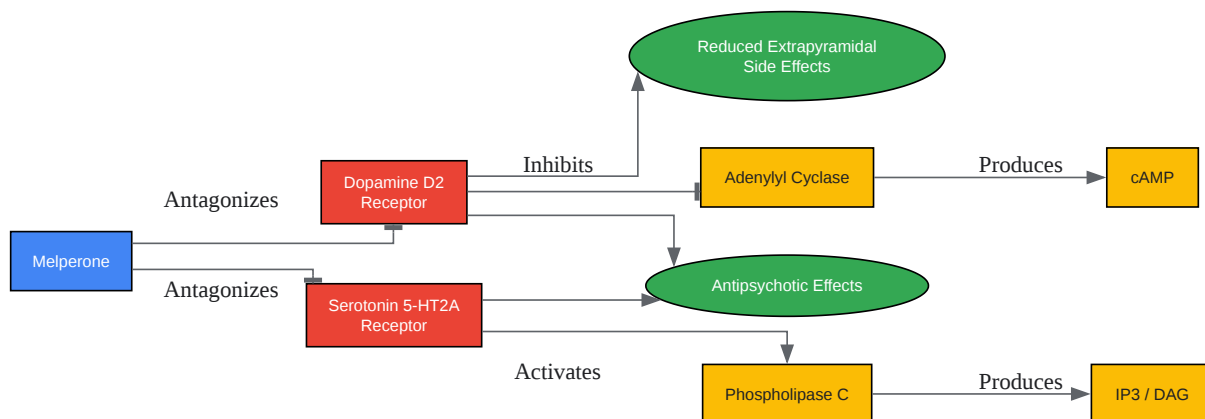 Reduced Extrapyramidal
Side Effects
Inhibits
Produces
Dopamine D2
Receptor
Adenylyl Cyclase
cAMP
Antagonizes
Melperone
Antagonizes
Antipsychotic Effects
Serotonin 5-HT2A
Receptor
Activates
Produces
Phospholipase C
IP3 / DAG